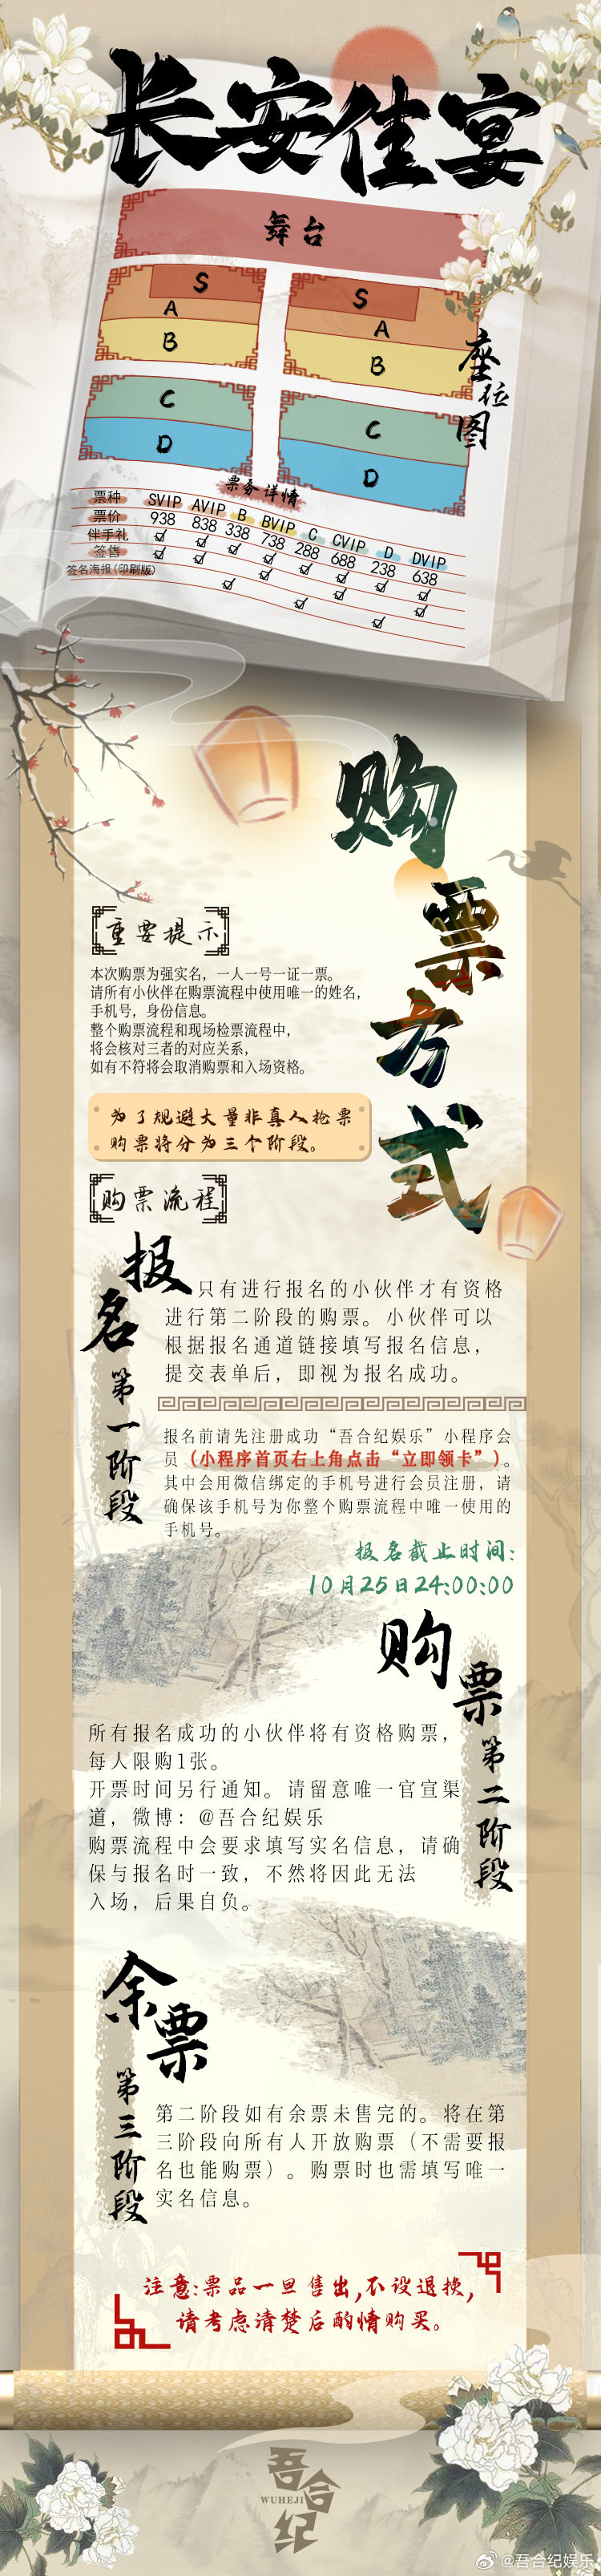 长安佳宴
舞台
S
S
A
A
B
B
C
C
D
D
座位图
票务详情
票种 SVIP AVIP B BVIP C CVIP D DVIP
票价 938 838 338 738 288 688 238 638
伴手礼 ☑ ☑ ☑ ☑ ☑ ☑ ☑ ☑
签售 ☑ ☑ ☑ ☑ ☑
签名海报(印刷版) ☑ ☑ ☑
购票方式
重要提示
本次购票为强实名，一人一号一证一票。
请所有小伙伴在购票流程中使用唯一的姓名，
手机号，身份信息。
整个购票流程和现场检票流程中，
将会核对三者的对应关系，
如有不符将会取消购票和入场资格。
为了规避大量非真人抢票
购票将分为三个阶段。
购票流程
报名
第一阶段
只有进行报名的小伙伴才有资格
进行第二阶段的购票。小伙伴可以
根据报名通道链接填写报名信息，
提交表单后，即视为报名成功。
报名前请先注册成功“吾合纪娱乐”小程序会
员（小程序首页右上角点击“立即领卡”）。
其中会用微信绑定的手机号进行会员注册，请
确保该手机号为你整个购票流程中唯一使用的
手机号。
报名截止时间：
10月25日24:00:00
购票
第二阶段
所有报名成功的小伙伴将有资格购票，
每人限购1张。
开票时间另行通知。请留意唯一官宣渠
道，微博：@吾合纪娱乐
购票流程中会要求填写实名信息，请确
保与报名时一致，不然将因此无法
入场，后果自负。
余票
第三阶段
第二阶段如有余票未售完的。将在第
三阶段向所有人开放购票（不需要报
名也能购票）。购票时也需填写唯一
实名信息。
注意:票品一旦售出,不设退换,
请考虑清楚后酌情购买。
吾合纪
WUHEJI
@吾合纪娱乐